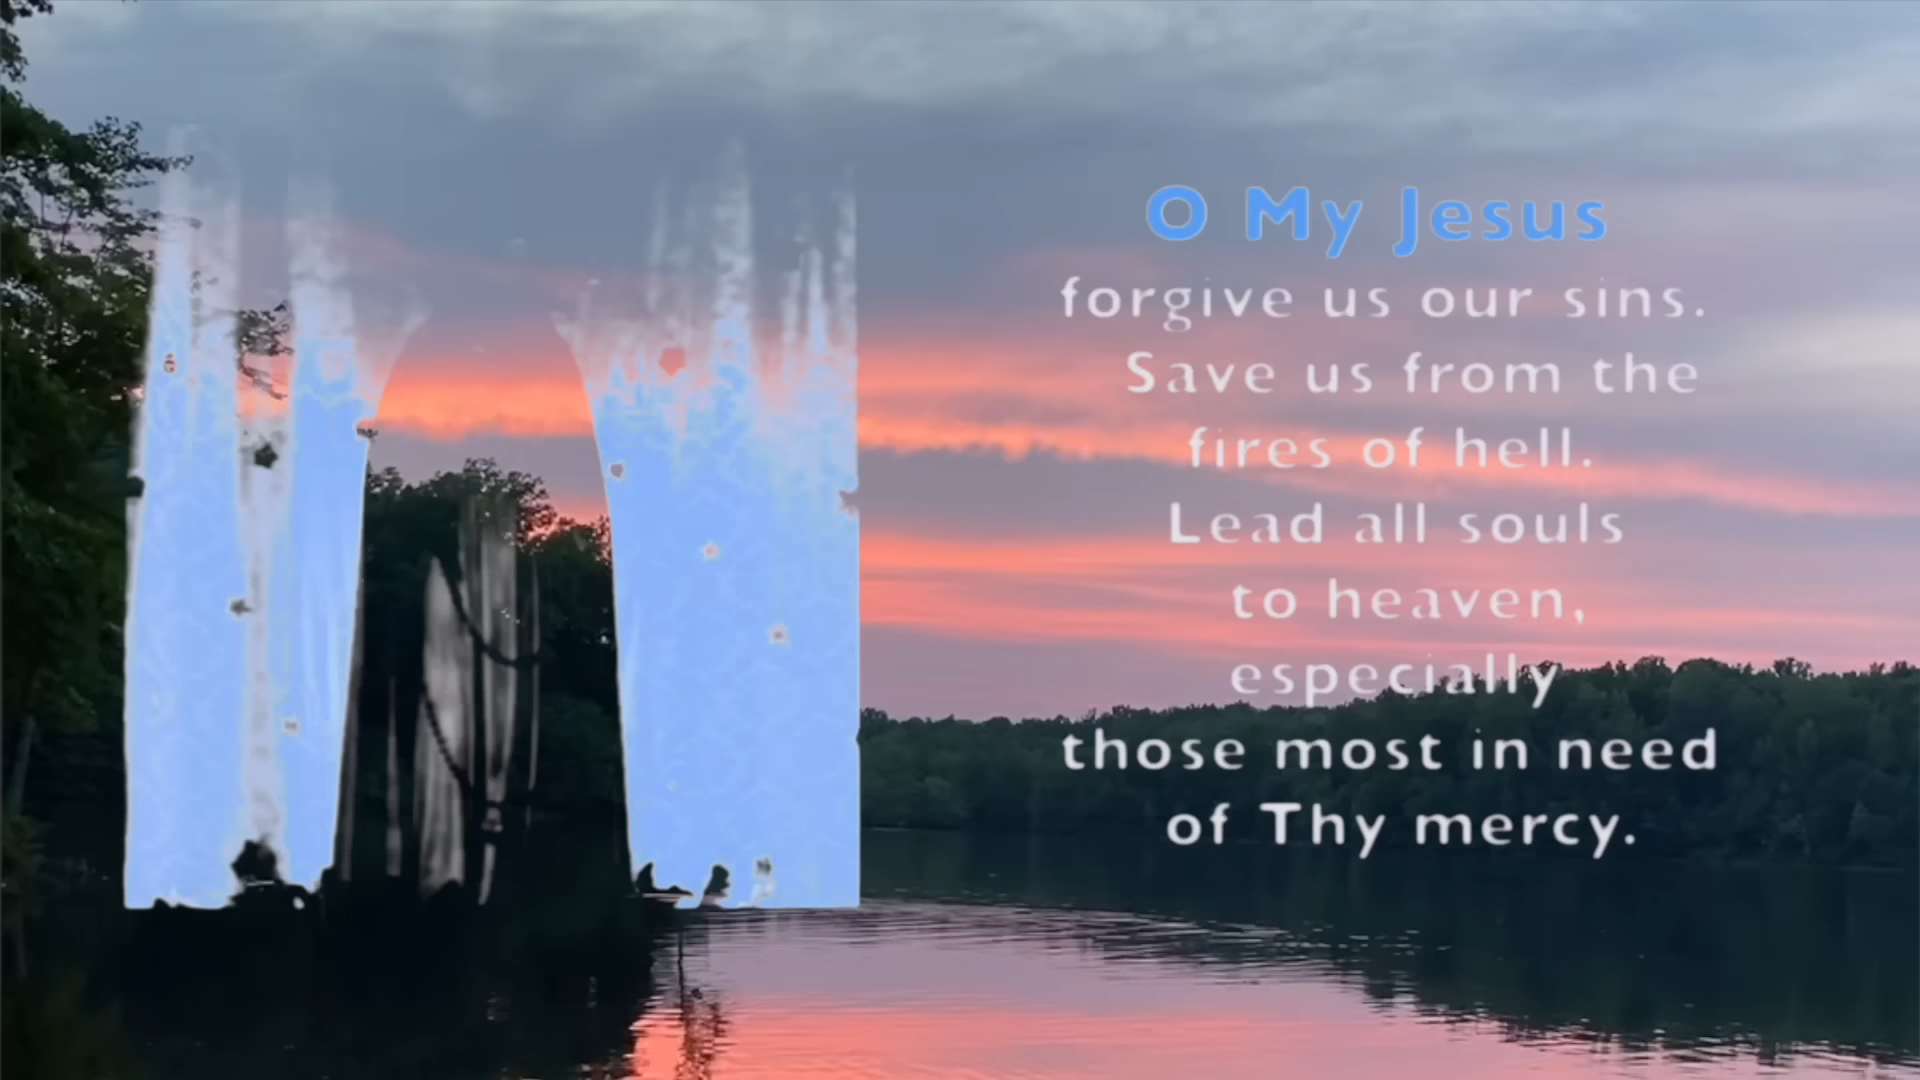 O My Jesus
forgive us our sins.
Save us from the
fires of hell.
Lead all souls
to heaven,
especially
those most in need
of Thy mercy.